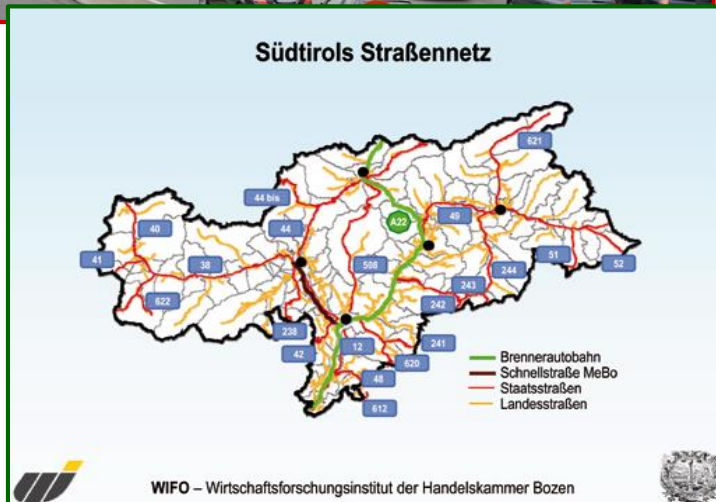 Südtirols Straßennetz
621
44 bis
40
44
A22
49
41
38
508
51
52
622
243
244
242
238
12
241
42
620
48
612
Brennerautobahn
Schnellstraße MeBo
Staatsstraßen
Landesstraßen
WIFO – Wirtschaftsforschungsinstitut der Handelskammer Bozen